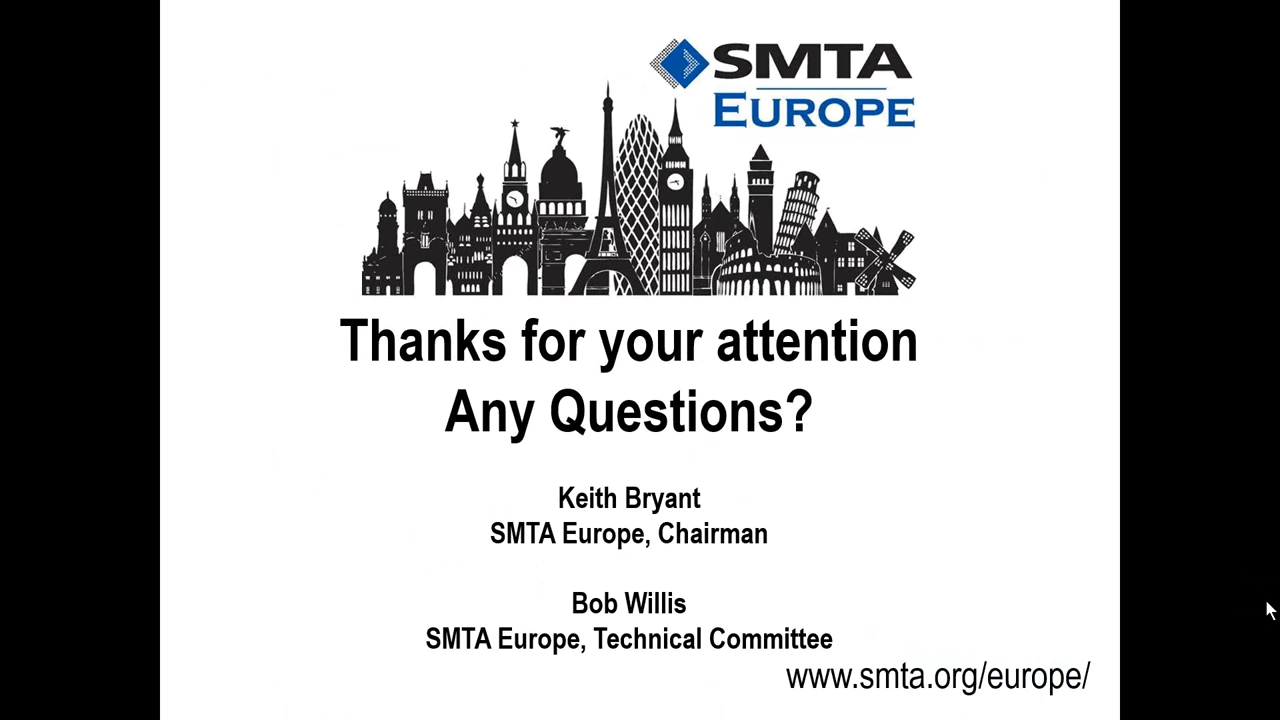 SMTA
EUROPE
Thanks for your attention
Any Questions?
Keith Bryant
SMTA Europe, Chairman
Bob Willis
SMTA Europe, Technical Committee
www.smta.org/europe/